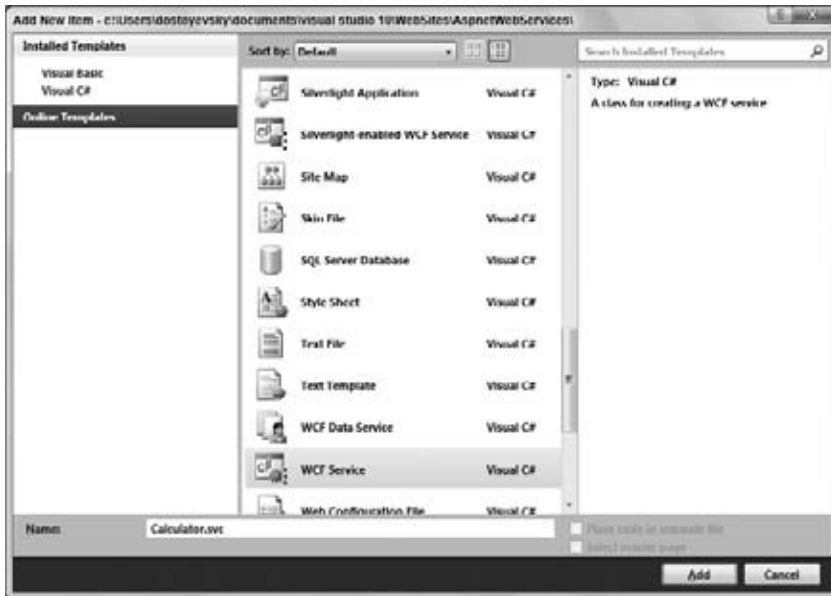 Add New Item - c:\Users\dostoyevsky\documents\visual studio 10\WebSites\AspnetWebServices\
Installed Templates
Visual Basic
Visual C#
Online Templates
Sort by: Default
Search Installed Templates
Silverlight Application Visual C#
Silverlight-enabled WCF Service Visual C#
Site Map Visual C#
Skin File Visual C#
SQL Server Database Visual C#
Style Sheet Visual C#
Text File Visual C#
Text Template Visual C#
WCF Data Service Visual C#
WCF Service Visual C#
Web Configuration File Visual C#
Type: Visual C#
A class for creating a WCF service
Name: Calculator.svc
Place code in separate file
Select master page
Add Cancel